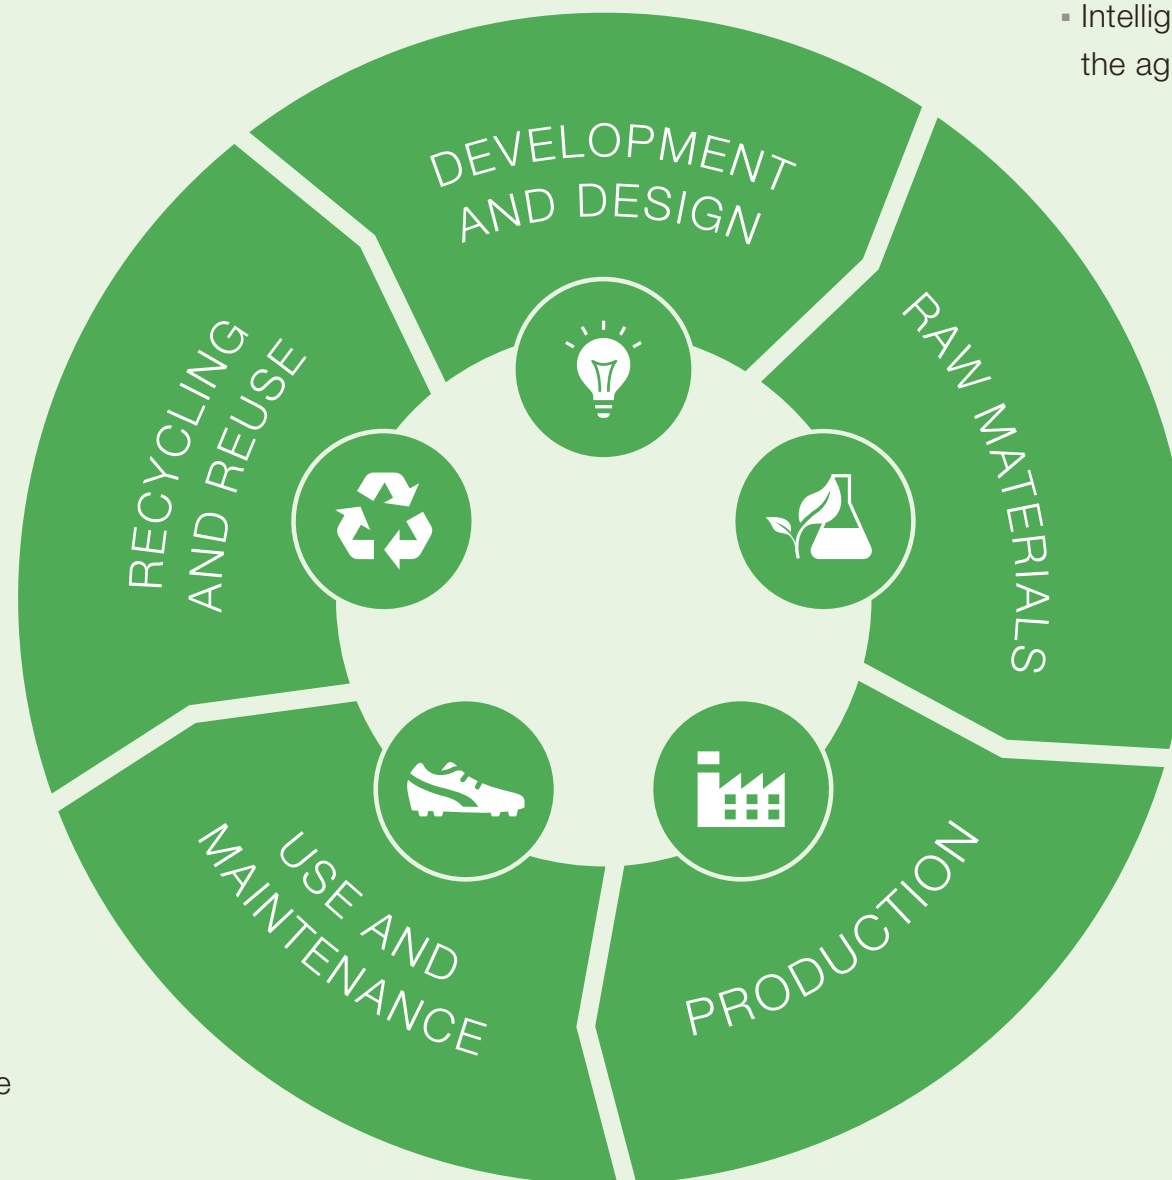 Intellig
the ag
DEVELOPMENT
AND DESIGN
RAW MATERIALS
PRODUCTION
USE AND
MAINTENANCE
RECYCLING
AND REUSE
e